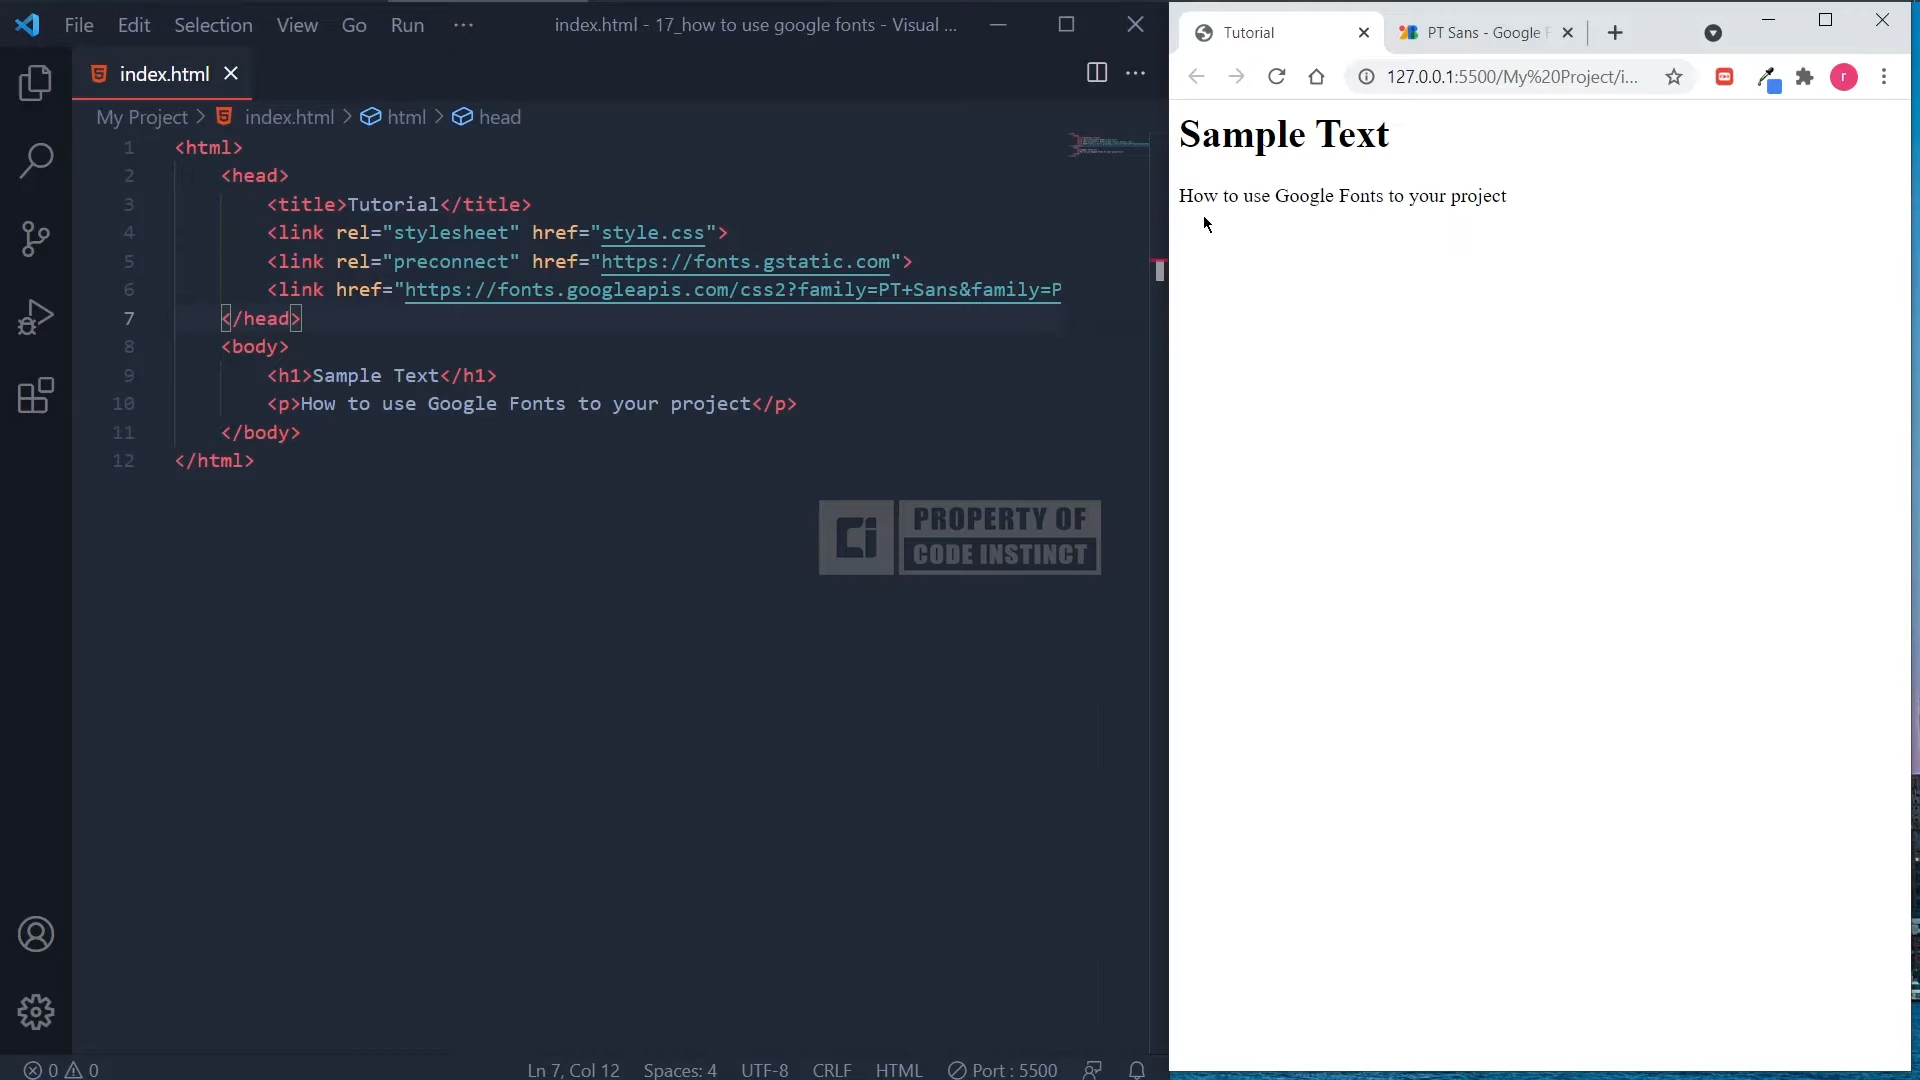 File Edit Selection View Go Run ··· index.html - 17_how to use google fonts - Visual ...
index.html
My Project > index.html > html > head
1 <html>
2 <head>
3 <title>Tutorial</title>
4 <link rel="stylesheet" href="style.css">
5 <link rel="preconnect" href="https://fonts.gstatic.com">
6 <link href="https://fonts.googleapis.com/css2?family=PT+Sans&family=P
7 </head>
8 <body>
9 <h1>Sample Text</h1>
10 <p>How to use Google Fonts to your project</p>
11 </body>
12 </html>
Ci PROPERTY OF
CODE INSTINCT
0 0 Ln 7, Col 12 Spaces: 4 UTF-8 CRLF HTML Port : 5500
Tutorial PT Sans - Google F
127.0.0.1:5500/My%20Project/i... r
Sample Text
How to use Google Fonts to your project